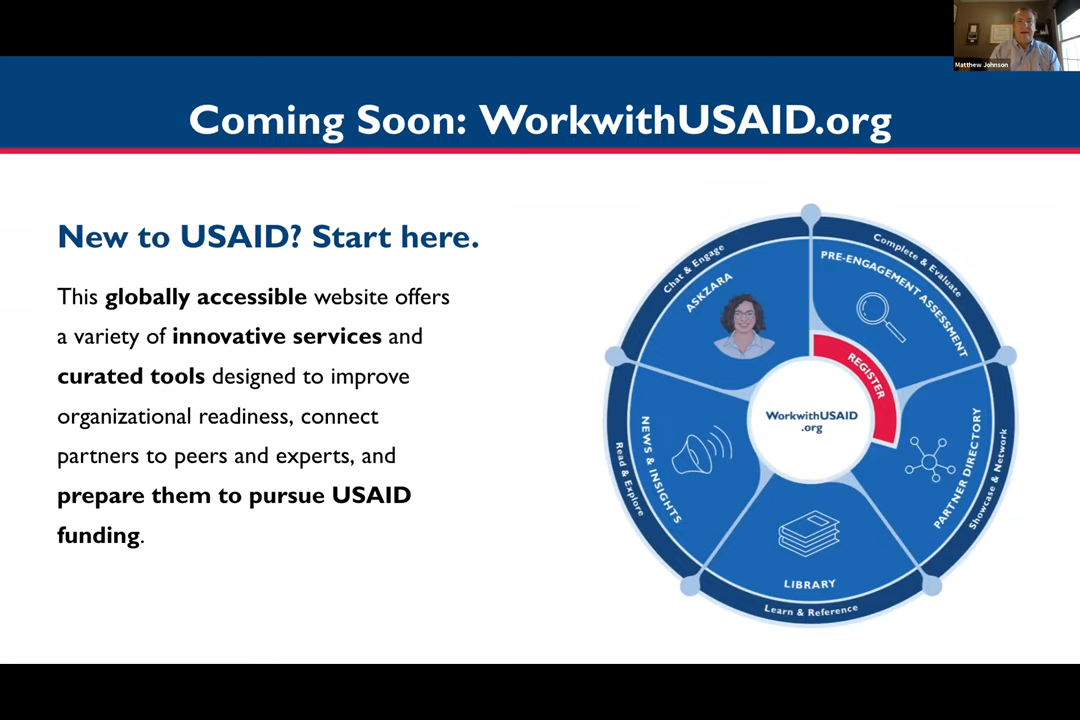 Matthew Johnson
Coming Soon: WorkwithUSAID.org
New to USAID? Start here.
This globally accessible website offers
a variety of innovative services and
curated tools designed to improve
organizational readiness, connect
partners to peers and experts, and
prepare them to pursue USAID
funding.
Chat & Engage
ASKZARA
Complete & Evaluate
PRE-ENGAGEMENT ASSESSMENT
REGISTER
WorkwithUSAID
.org
PARTNER DIRECTORY
Showcase & Network
NEWS & INSIGHTS
Read & Explore
LIBRARY
Learn & Reference